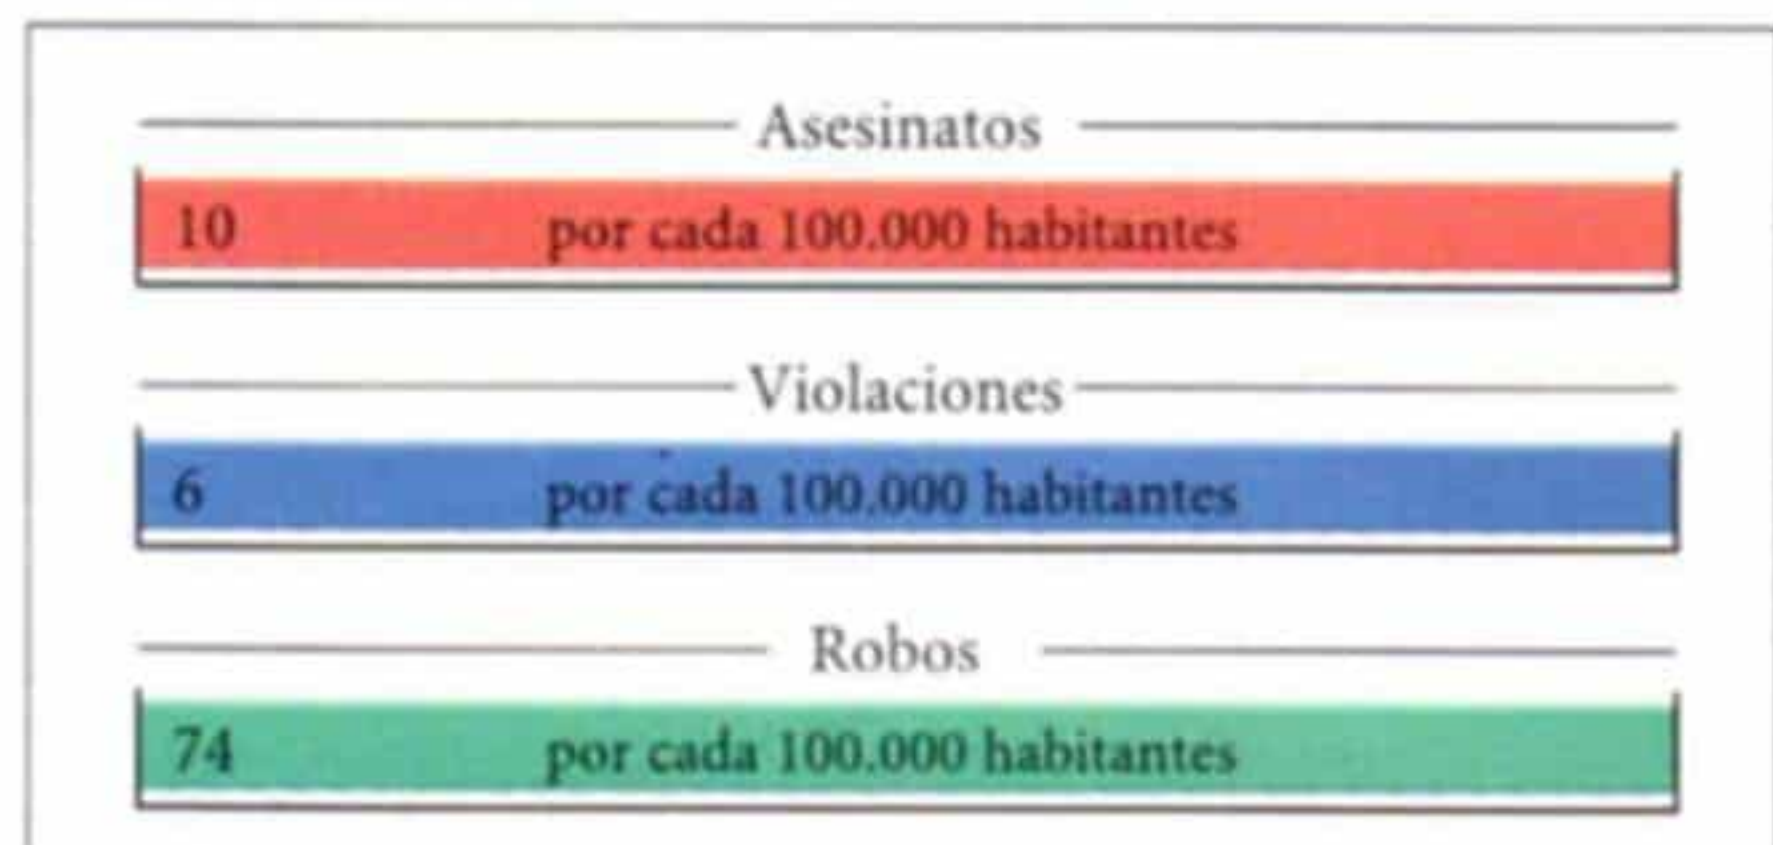 Asesinatos
10 por cada 100.000 habitantes
Violaciones
6 por cada 100.000 habitantes
Robos
74 por cada 100.000 habitantes